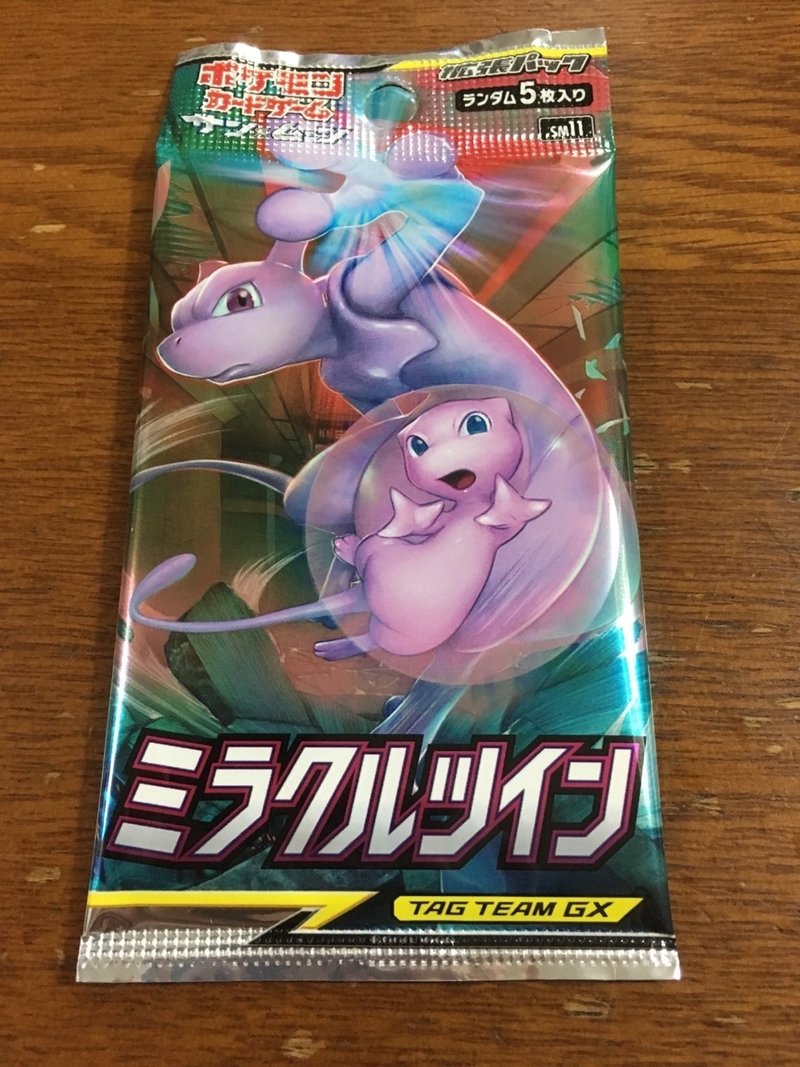 ポケモン
カードゲーム
サン&ムーン
拡張パック
ランダム5枚入り
SM11
ミラクルツイン
TAG TEAM GX